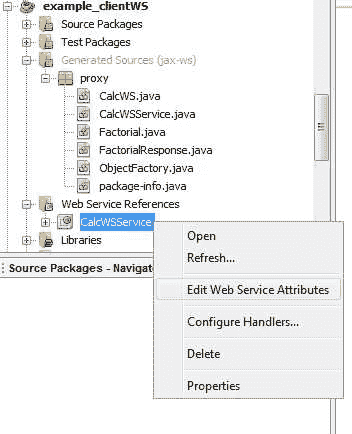 example_clientWS
Source Packages
Test Packages
Generated Sources (jax-ws)
proxy
CalcWS.java
CalcWSService.java
Factorial.java
FactorialResponse.java
ObjectFactory.java
package-info.java
Web Service References
CalcWSService
Libraries
Source Packages - Navigat
Open
Refresh...
Edit Web Service Attributes
Configure Handlers...
Delete
Properties